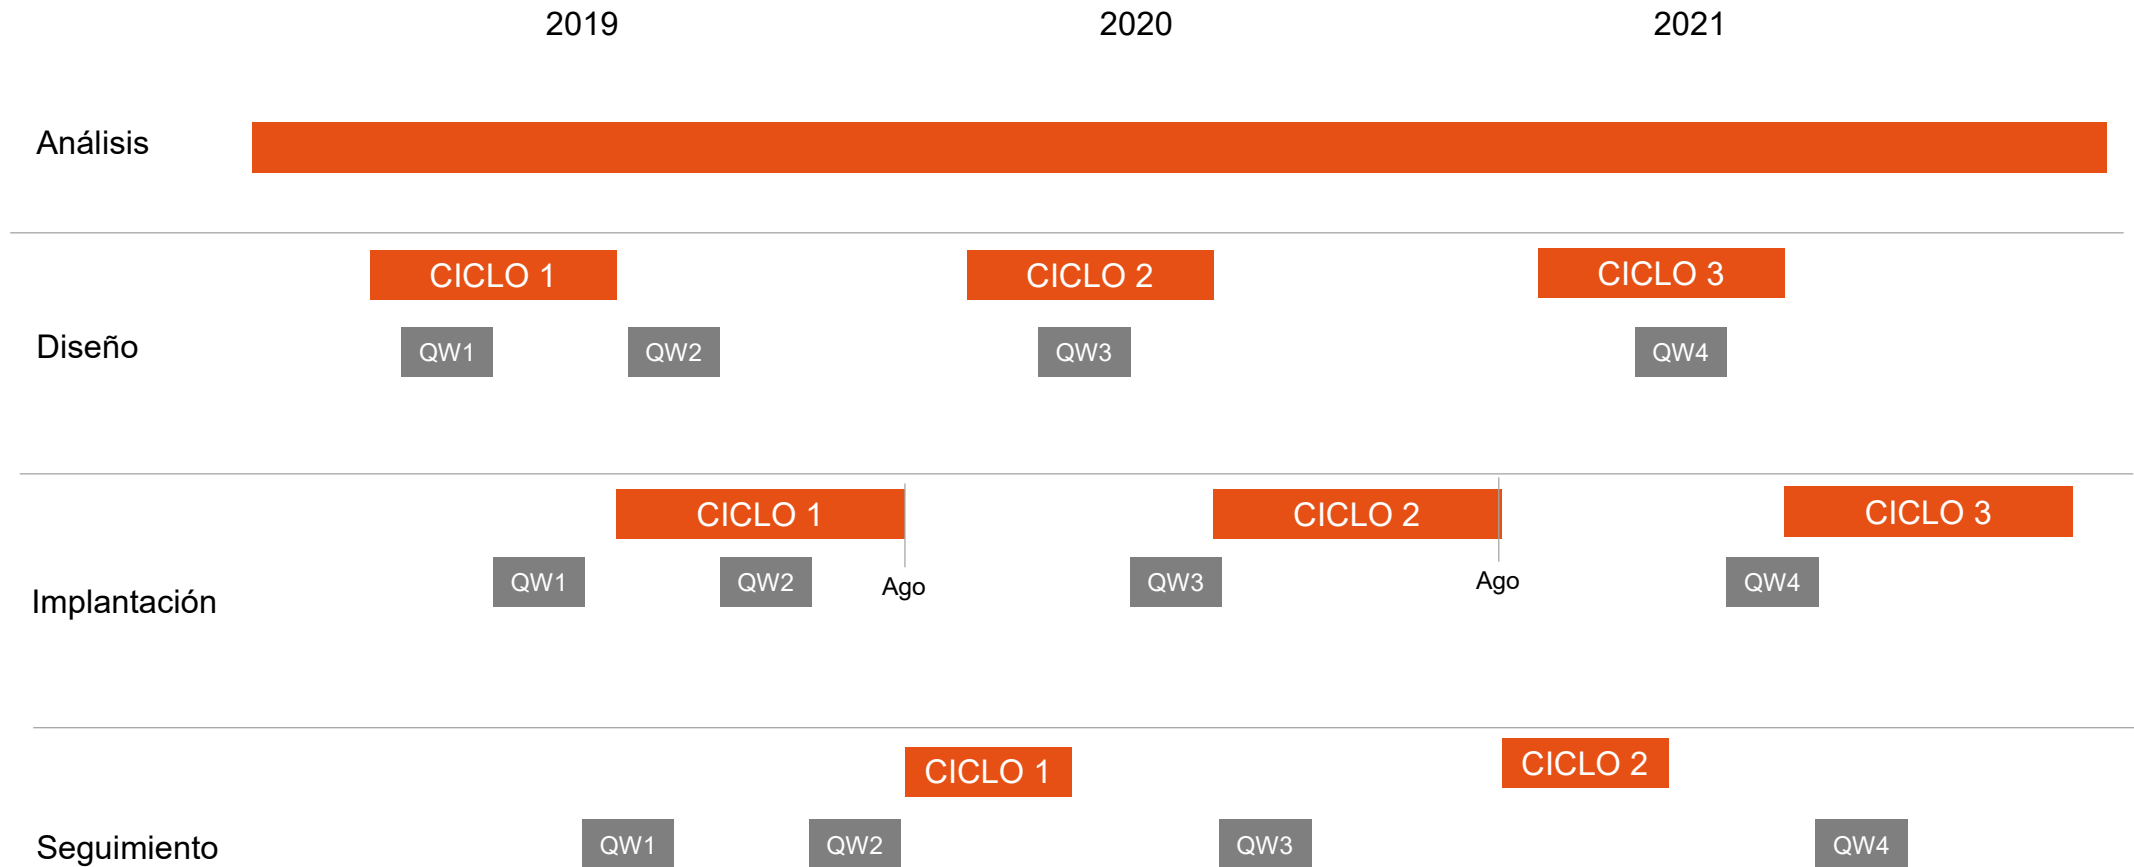 2019 2020 2021
Análisis
CICLO 1 CICLO 2 CICLO 3
Diseño QW1 QW2 QW3 QW4
CICLO 1 CICLO 2 CICLO 3
QW1 QW2 Ago QW3 Ago QW4
Implantación
CICLO 1 CICLO 2
Seguimiento QW1 QW2 QW3 QW4